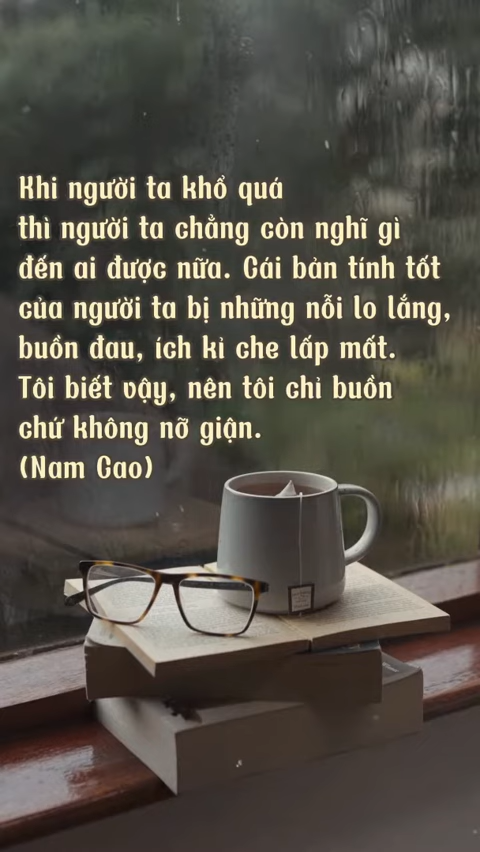 Khi người ta khổ quá
thì người ta chẳng còn nghĩ gì
đến ai được nữa. Cái bản tính tốt
của người ta bị những nỗi lo lắng,
buồn đau, ích kỉ che lấp mất.
Tôi biết vậy, nên tôi chỉ buồn
chứ không nỡ giận.
(Nam Cao)